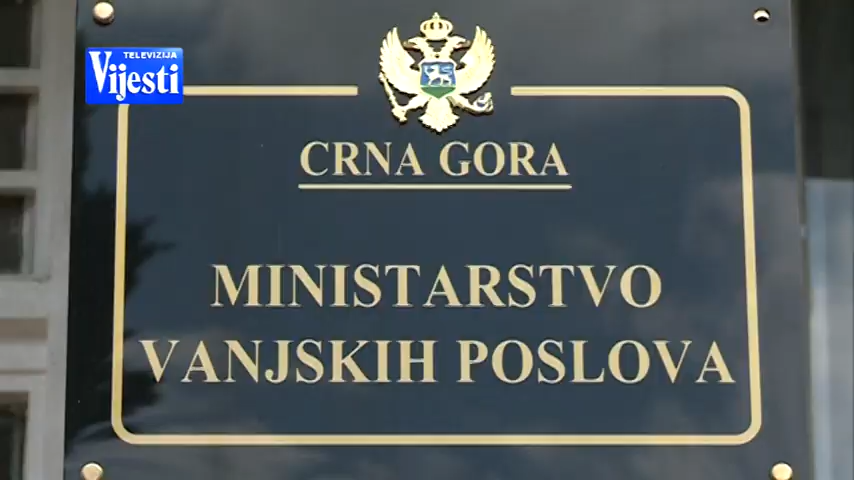 TELEVIZIJA
Vijesti
CRNA GORA
MINISTARSTVO
VANJSKIH POSLOVA